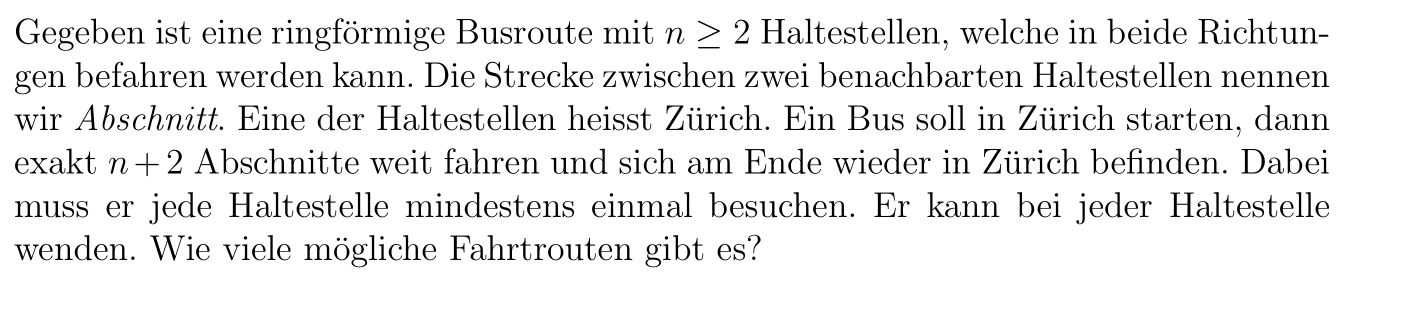 Gegeben ist eine ringförmige Busroute mit n ≥ 2 Haltestellen, welche in beide Richtun-
gen befahren werden kann. Die Strecke zwischen zwei benachbarten Haltestellen nennen
wir Abschnitt. Eine der Haltestellen heisst Zürich. Ein Bus soll in Zürich starten, dann
exakt n + 2 Abschnitte weit fahren und sich am Ende wieder in Zürich befinden. Dabei
muss er jede Haltestelle mindestens einmal besuchen. Er kann bei jeder Haltestelle
wenden. Wie viele mögliche Fahrtrouten gibt es?